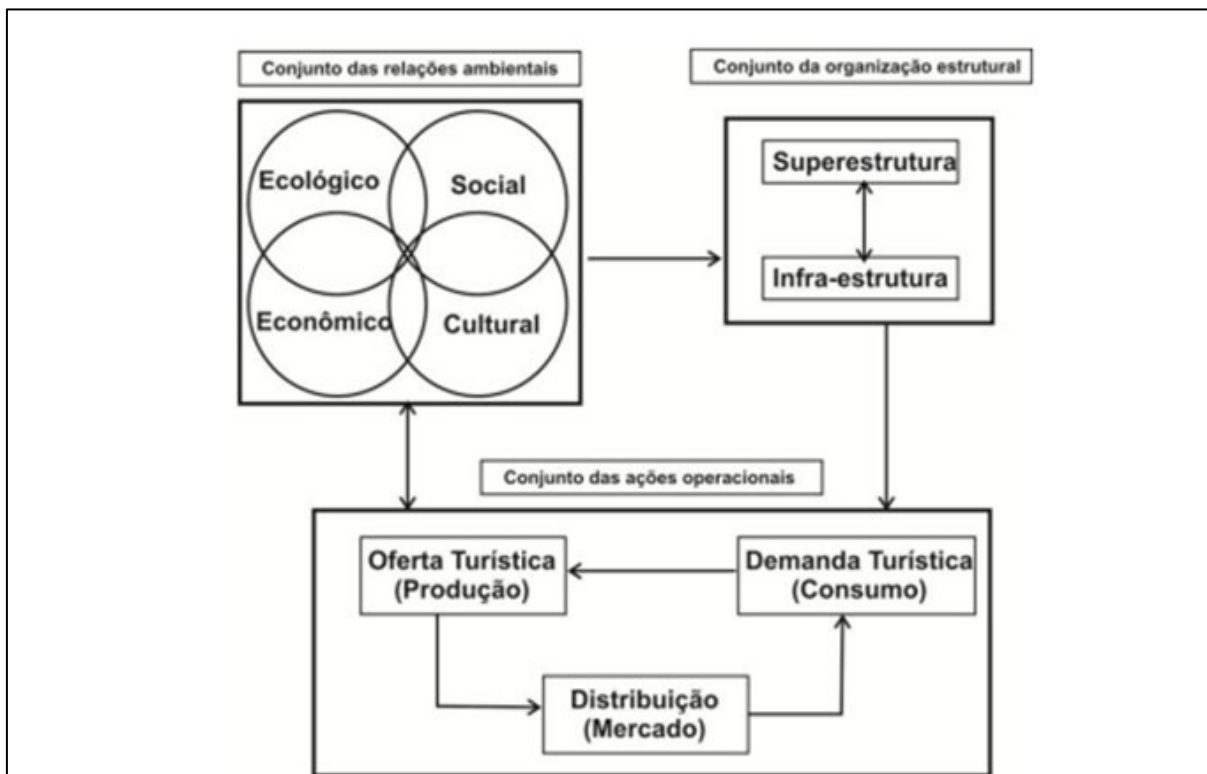 Conjunto das relações ambientais
Conjunto da organização estrutural
Ecológico
Social
Econômico
Cultural
Superestrutura
Infra-estrutura
Conjunto das ações operacionais
Oferta Turística
(Produção)
Demanda Turística
(Consumo)
Distribuição
(Mercado)